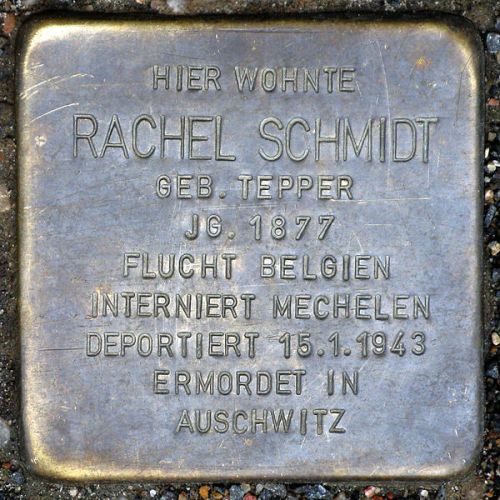 HIER WOHNTE
RACHEL SCHMIDT
GEB. TEPPER
JG. 1877
FLUCHT BELGIEN
INTERNIERT MECHELEN
DEPORTIERT 15.1.1943
ERMORDET IN
AUSCHWITZ